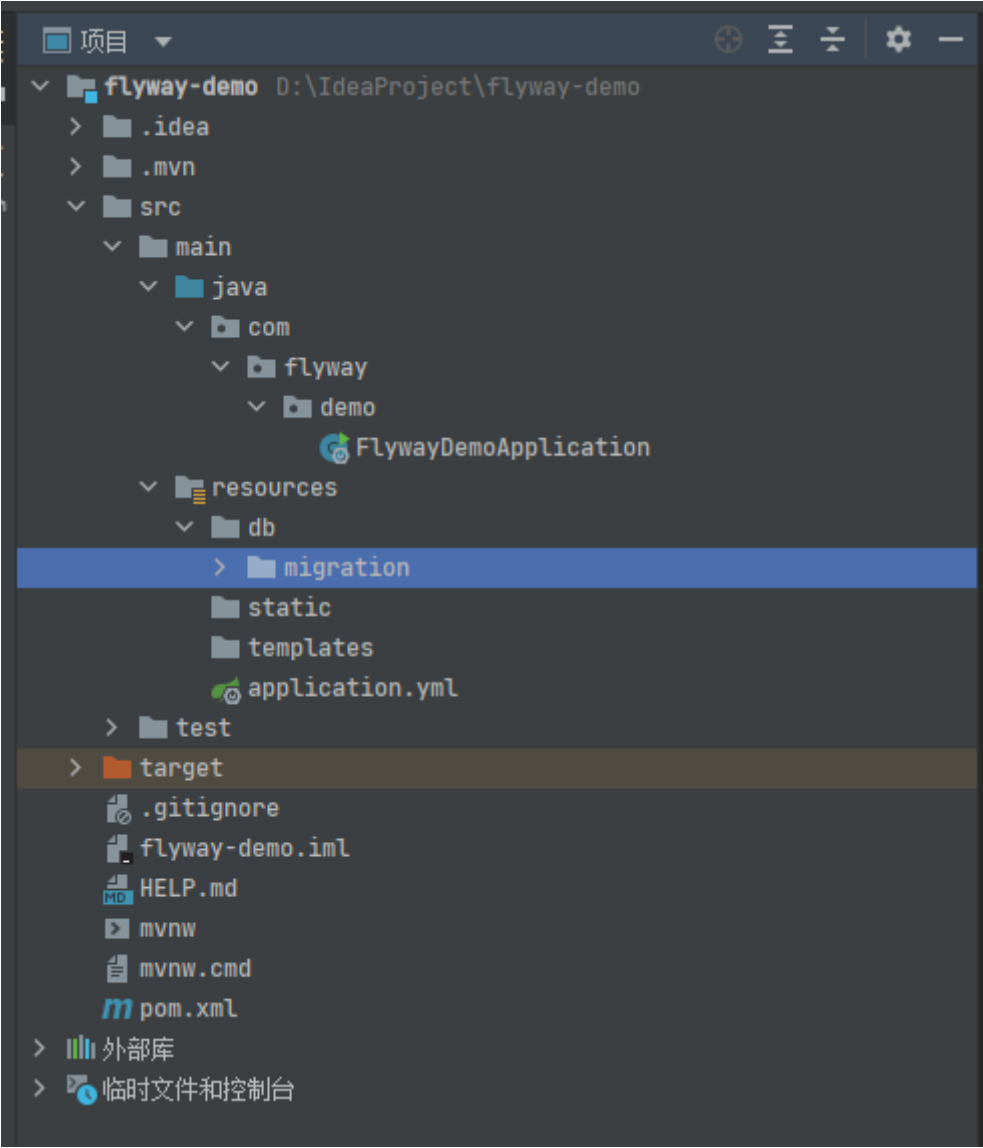 项目
flyway-demo D:\IdeaProject\flyway-demo
.idea
.mvn
src
main
java
com
flyway
demo
FlywayDemoApplication
resources
db
migration
static
templates
application.yml
test
target
.gitignore
flyway-demo.iml
MD HELP.md
mvnw
mvnw.cmd
m pom.xml
外部库
临时文件和控制台